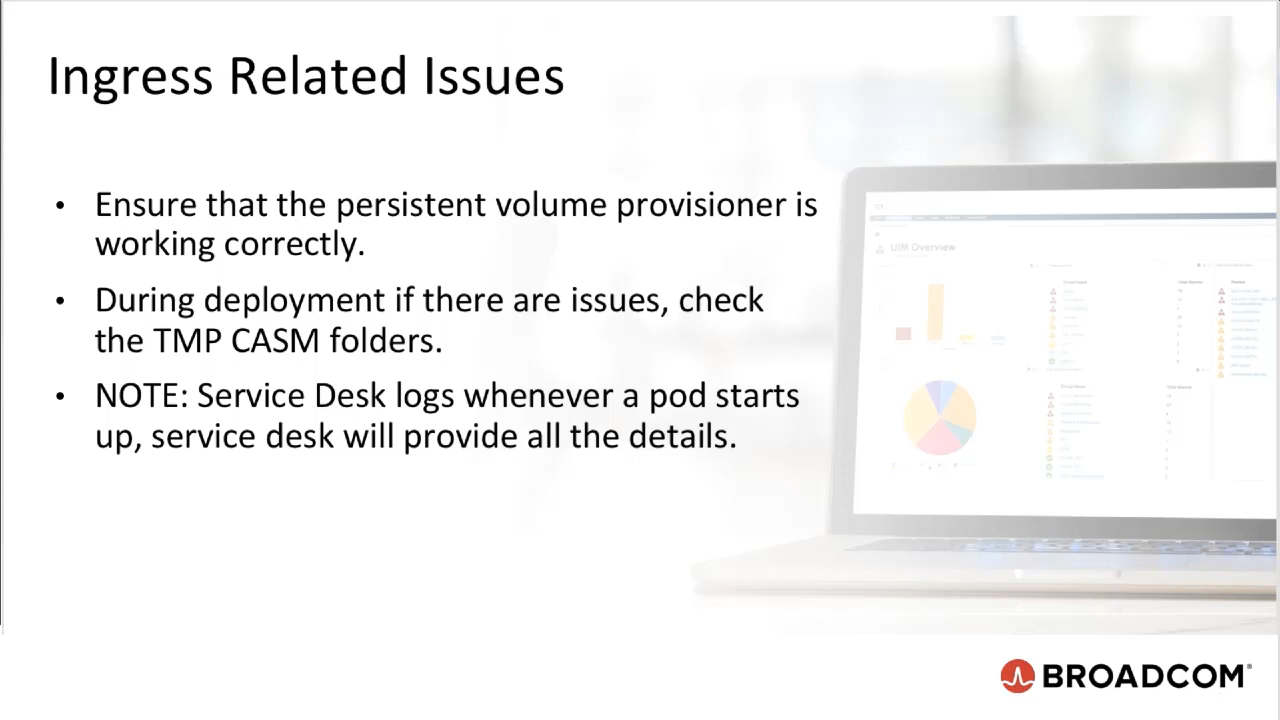 Ingress Related Issues
• Ensure that the persistent volume provisioner is
working correctly.
• During deployment if there are issues, check
the TMP CASM folders.
• NOTE: Service Desk logs whenever a pod starts
up, service desk will provide all the details.
UIM Overview
BROADCOM®